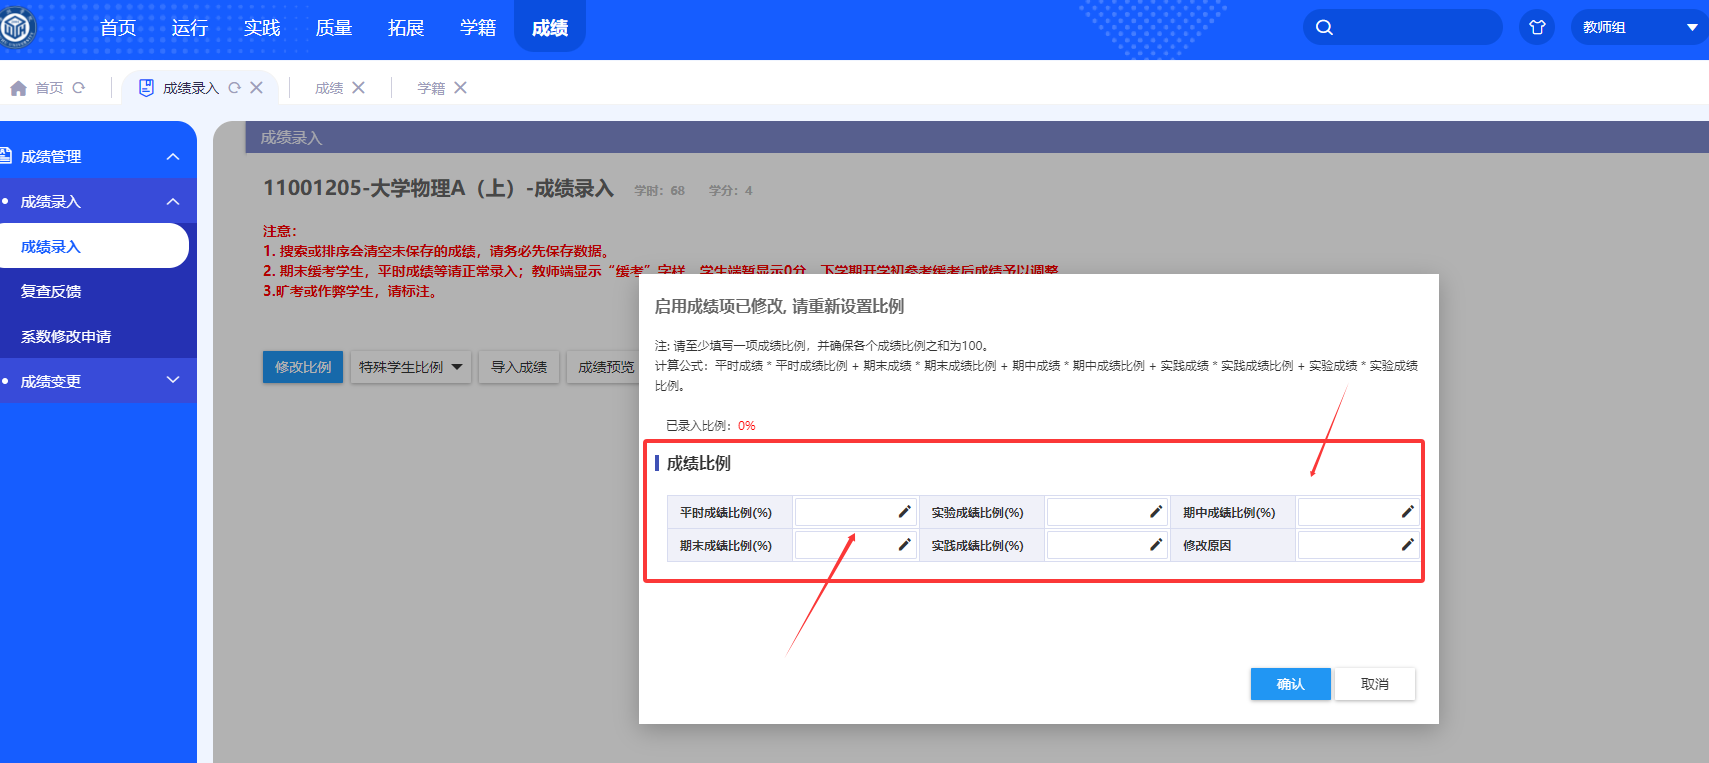 首页 运行 实践 质量 拓展 学籍 成绩 教师组
首页 成绩录入 成绩 学籍
成绩管理
成绩录入
成绩录入
复查反馈
系数修改申请
成绩变更
成绩录入
11001205-大学物理A（上）-成绩录入 学时：68 学分：4
注意：
1. 搜索或排序会清空未保存的成绩，请务必先保存数据。
2. 期末缓考学生，平时成绩等请正常录入；教师端显示“缓考”字样，学生端暂显示0分，下学期开学初参考缓考后成绩予以调整
3.旷考或作弊学生，请标注。
修改比例 特殊学生比例 导入成绩 成绩预览
启用成绩项已修改, 请重新设置比例
注: 请至少填写一项成绩比例，并确保各个成绩比例之和为100。
计算公式：平时成绩 * 平时成绩比例 + 期末成绩 * 期末成绩比例 + 期中成绩 * 期中成绩比例 + 实践成绩 * 实践成绩比例 + 实验成绩 * 实验成绩
比例。
已录入比例：0%
成绩比例
平时成绩比例(%) 实验成绩比例(%) 期中成绩比例(%)
期末成绩比例(%) 实践成绩比例(%) 修改原因
确认 取消